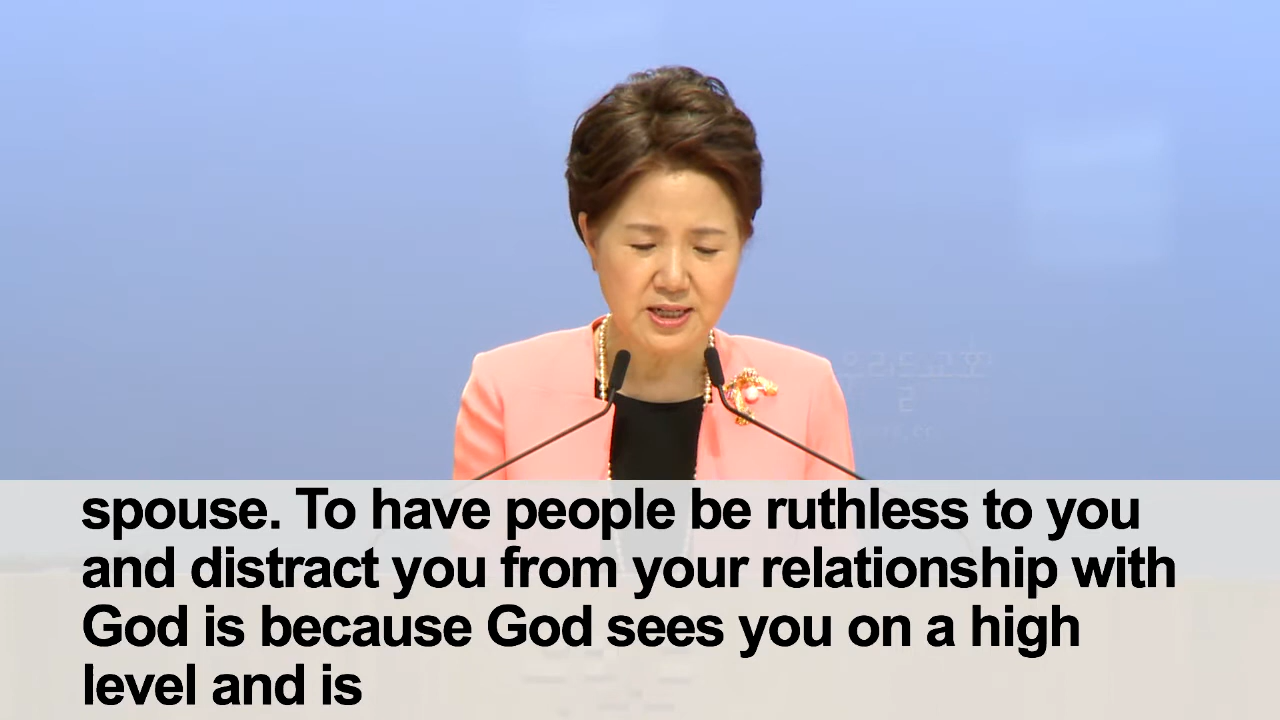 spouse. To have people be ruthless to you
and distract you from your relationship with
God is because God sees you on a high
level and is